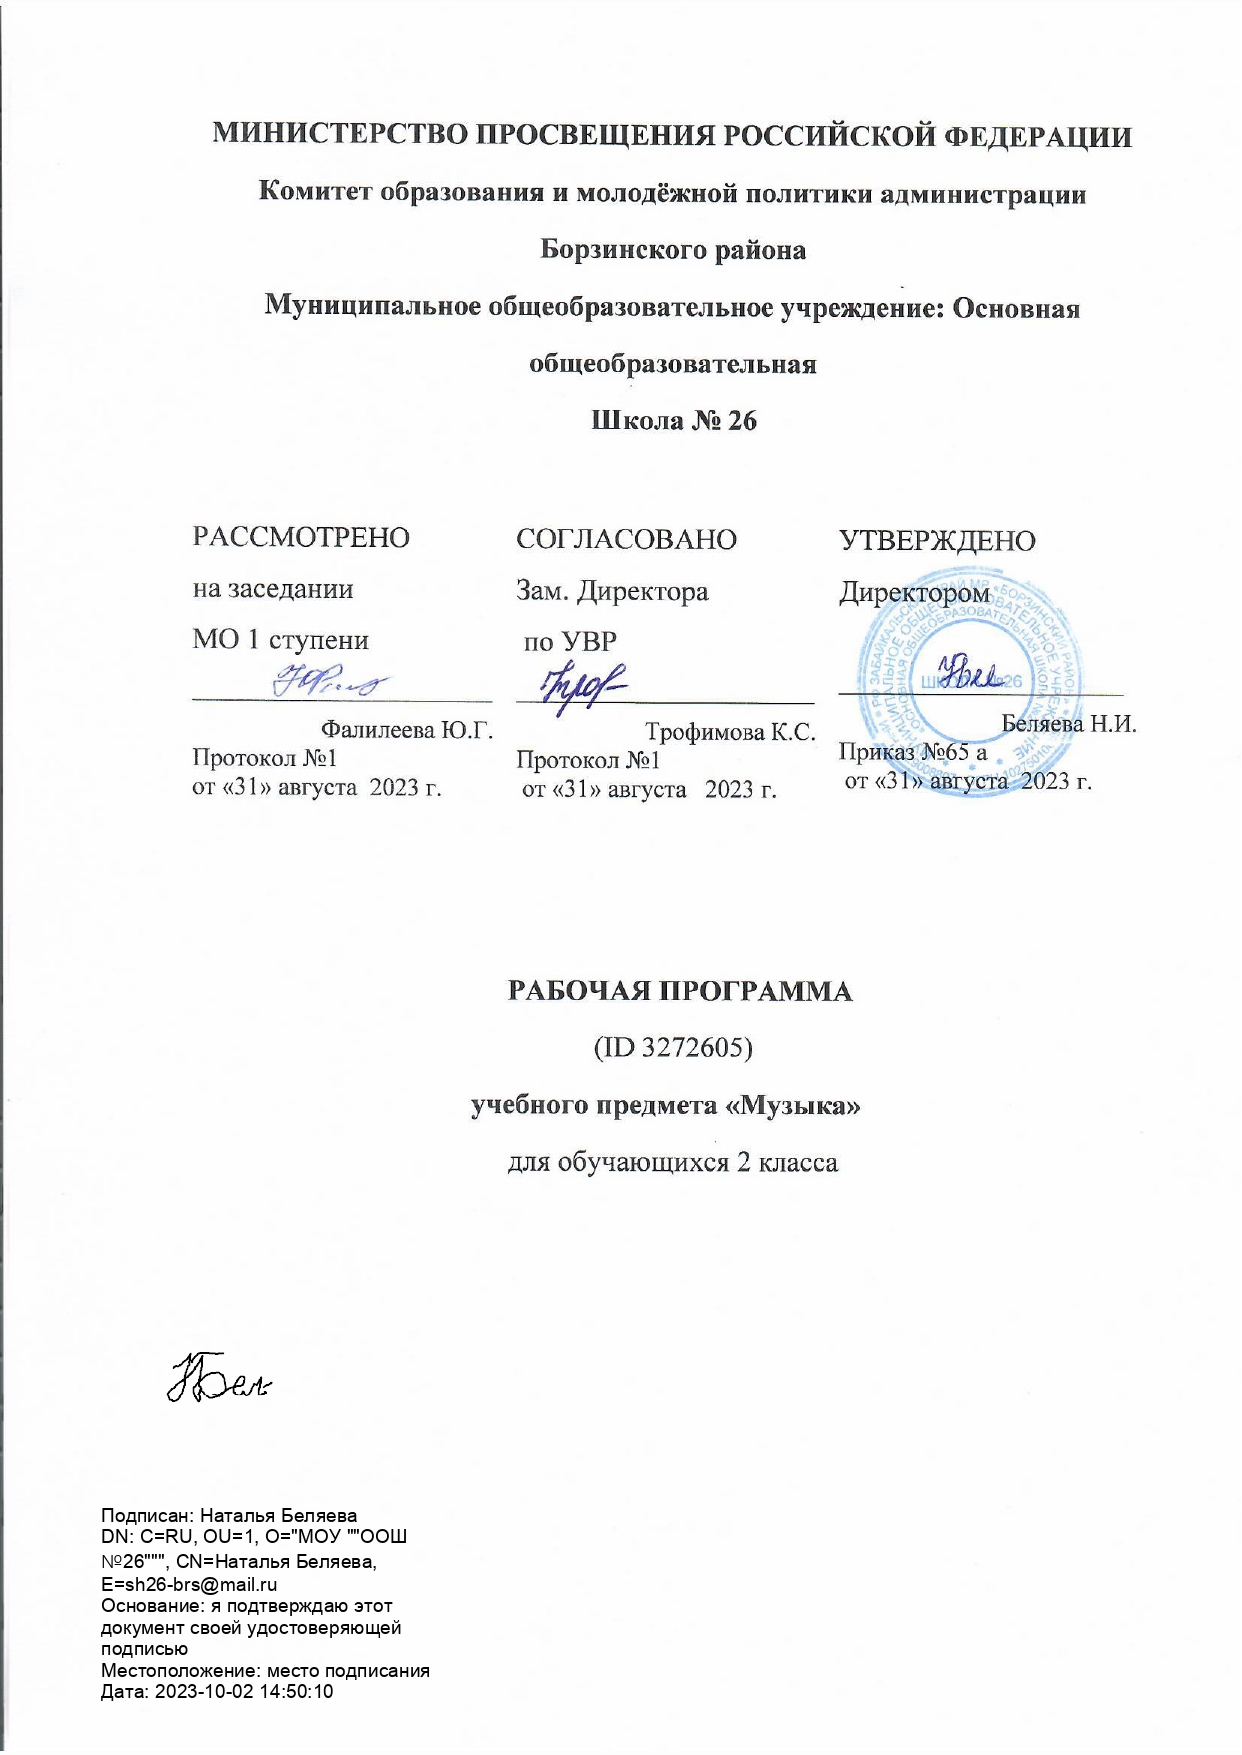 МИНИСТЕРСТВО ПРОСВЕЩЕНИЯ РОССИЙСКОЙ ФЕДЕРАЦИИ
Комитет образования и молодёжной политики администрации
Борзинского района
Муниципальное общеобразовательное учреждение: Основная
общеобразовательная
Школа № 26
РАССМОТРЕНО
на заседании
МО 1 ступени
Фалилеева Ю.Г.
Протокол №1
от «31» августа 2023 г.
СОГЛАСОВАНО
Зам. Директора
по УВР
Трофимова К.С.
Протокол №1
от «31» августа 2023 г.
УТВЕРЖДЕНО
Директором
ШКОЛА №26
Беляева Н.И.
Приказ №65 а
от «31» августа 2023 г.
РАБОЧАЯ ПРОГРАММА
(ID 3272605)
учебного предмета «Музыка»
для обучающихся 2 класса
Подписан: Наталья Беляева
DN: C=RU, OU=1, O="МОУ ""ООШ
№26""", CN=Наталья Беляева,
E=sh26-brs@mail.ru
Основание: я подтверждаю этот
документ своей удостоверяющей
подписью
Местоположение: место подписания
Дата: 2023-10-02 14:50:10